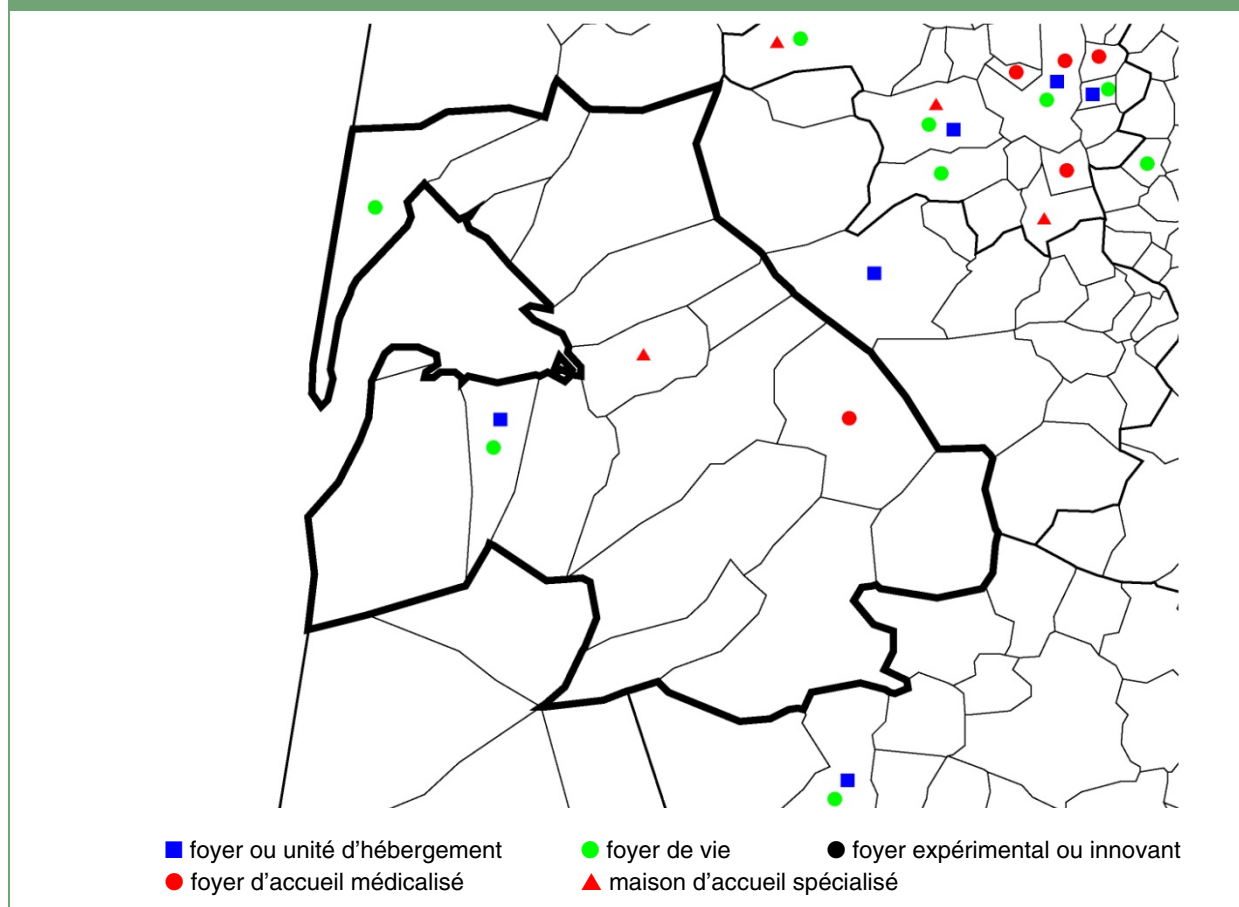 foyer ou unité d’hébergement foyer de vie foyer expérimental ou innovant
foyer d’accueil médicalisé maison d’accueil spécialisé